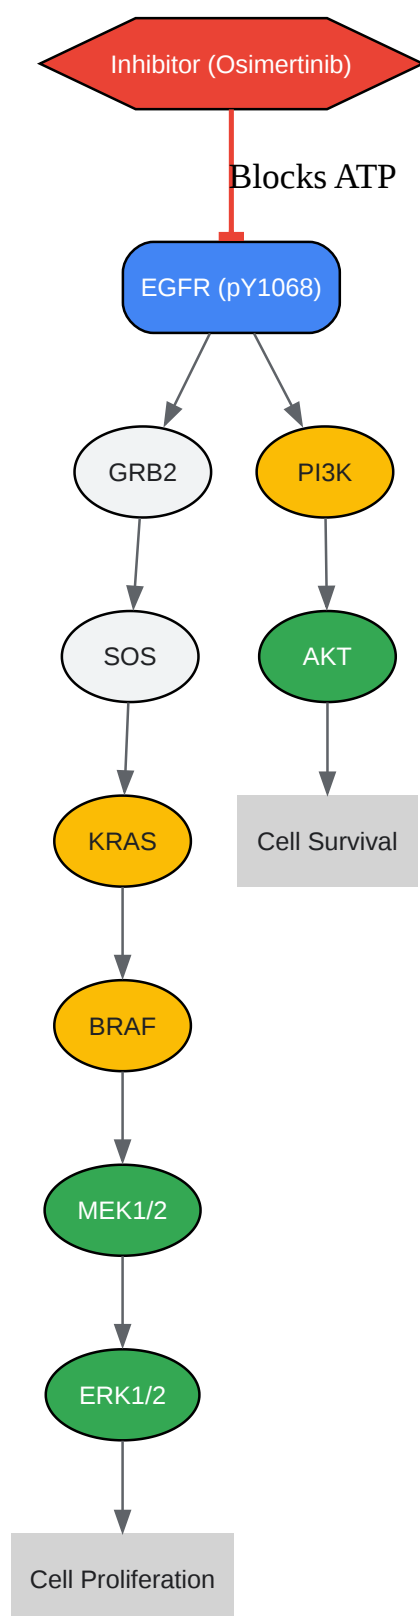 Inhibitor (Osimertinib)
Blocks ATP
EGFR (pY1068)
GRB2
PI3K
SOS
AKT
KRAS
Cell Survival
BRAF
MEK1/2
ERK1/2
Cell Proliferation